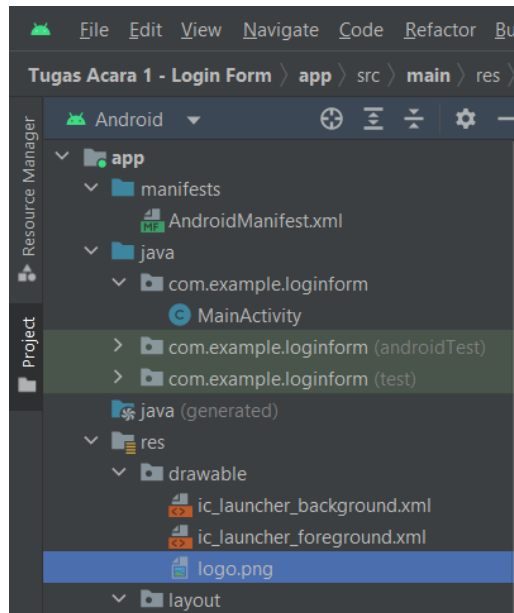 File Edit View Navigate Code Refactor Bu
Tugas Acara 1 - Login Form 〉 app 〉 src 〉 main 〉 res 〉
Resource Manager
Project
Android
app
manifests
MF AndroidManifest.xml
java
com.example.loginform
C MainActivity
com.example.loginform (androidTest)
com.example.loginform (test)
java (generated)
res
drawable
ic_launcher_background.xml
ic_launcher_foreground.xml
logo.png
layout